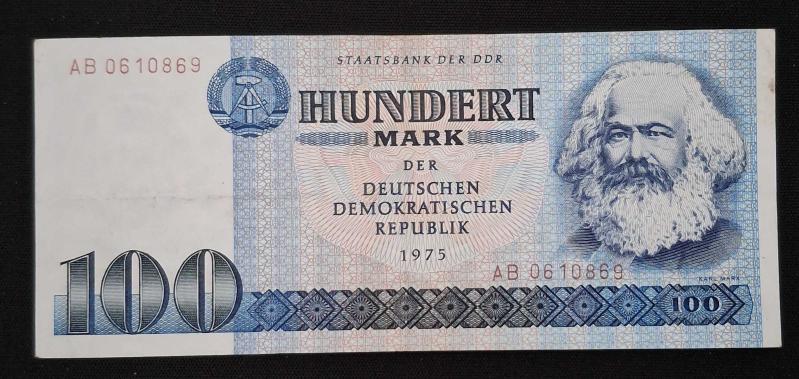 AB 0610869
STAATSBANK DER DDR
HUNDERT
MARK
DER
DEUTSCHEN
DEMOKRATISCHEN
REPUBLIK
1975
AB 0610869
KARL MARX
100
100